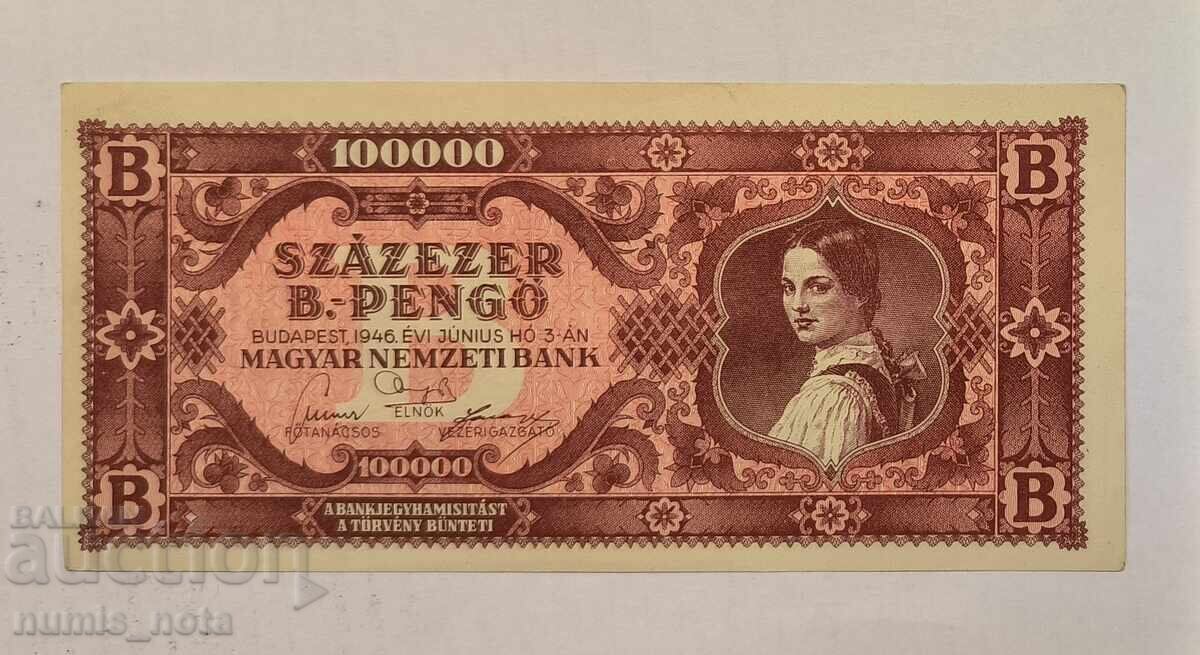 100000
B
B
SZÁZEZER
B.-PENGŐ
BUDAPEST, 1946. ÉVI JÚNIUS HÓ 3-ÁN
MAGYAR NEMZETI BANK
ELNÖK
FŐTANÁCSOS VEZÉRIGAZGATÓ
100000
B
B
A BANKJEGYHAMISITÁST
A TÖRVÉNY BÜNTETI
auction
numis_nota